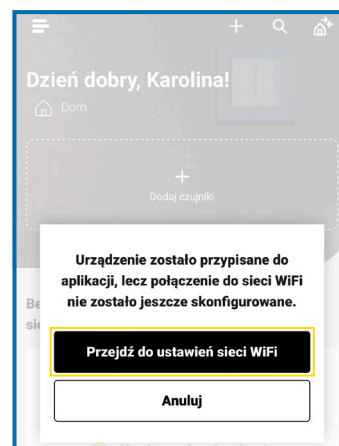 Dzień dobry, Karolina!
Dom
Dodaj czujniki
Urządzenie zostało przypisane do
aplikacji, lecz połączenie do sieci WiFi
nie zostało jeszcze skonfigurowane.
Przejdź do ustawień sieci WiFi
Anuluj